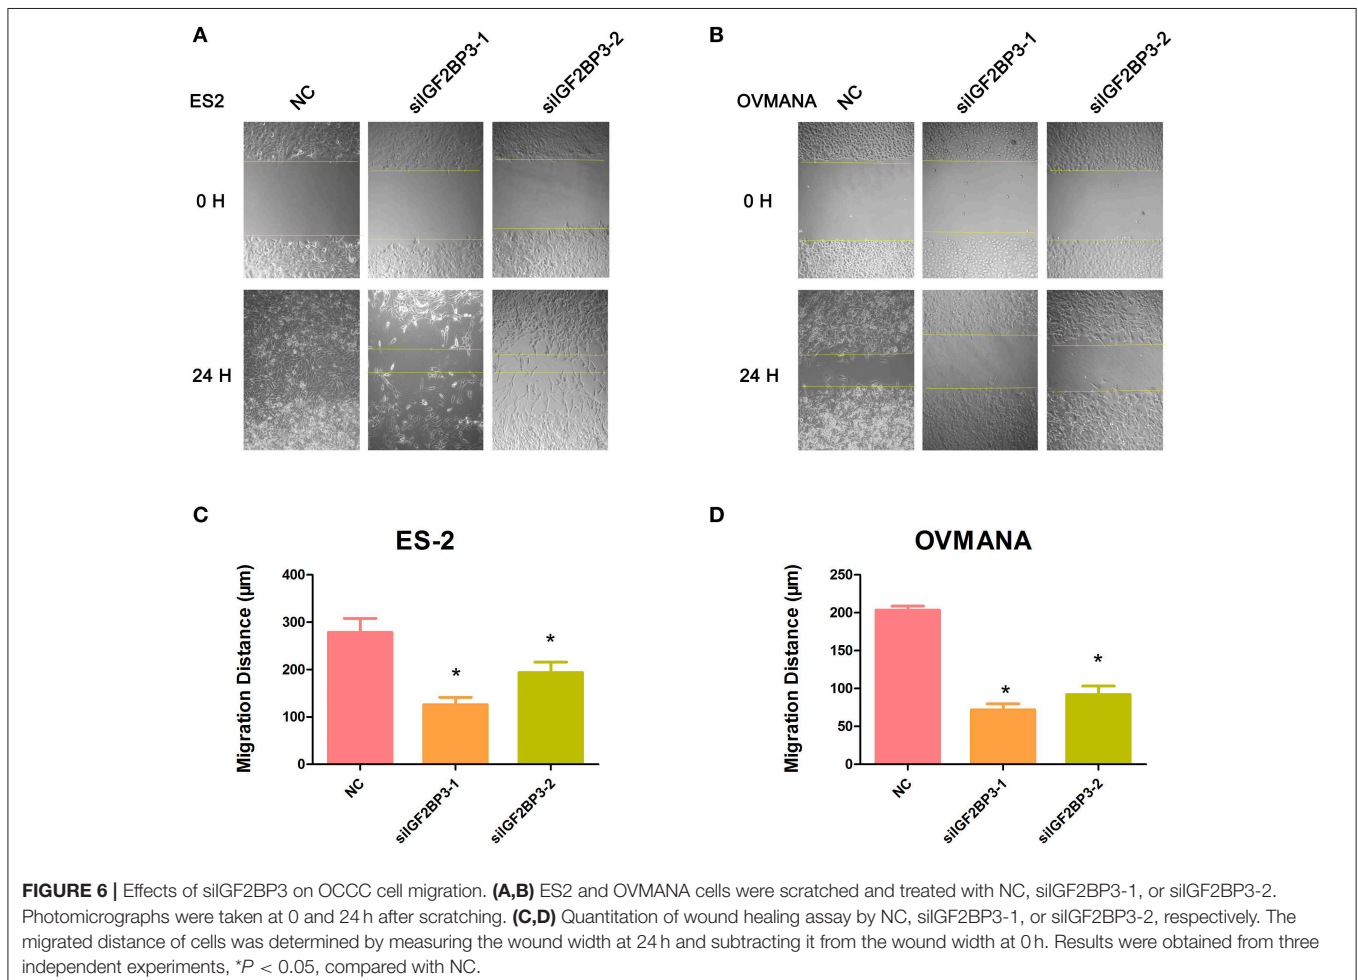 A
B
NC
siIGF2BP3-1
siIGF2BP3-2
NC
siIGF2BP3-1
siIGF2BP3-2
ES2
OVMANA
0 H
0 H
24 H
24 H
C
ES-2
Migration Distance (µm)
400
300
200
100
0
*
*
NC
siIGF2BP3-1
siIGF2BP3-2
D
OVMANA
Migration Distance (µm)
250
200
150
100
50
0
*
*
NC
siIGF2BP3-1
siIGF2BP3-2
FIGURE 6 | Effects of siIGF2BP3 on OCCC cell migration. (A,B) ES2 and OVMANA cells were scratched and treated with NC, siIGF2BP3-1, or siIGF2BP3-2.
Photomicrographs were taken at 0 and 24 h after scratching. (C,D) Quantitation of wound healing assay by NC, siIGF2BP3-1, or siIGF2BP3-2, respectively. The
migrated distance of cells was determined by measuring the wound width at 24 h and subtracting it from the wound width at 0 h. Results were obtained from three
independent experiments, *P < 0.05, compared with NC.